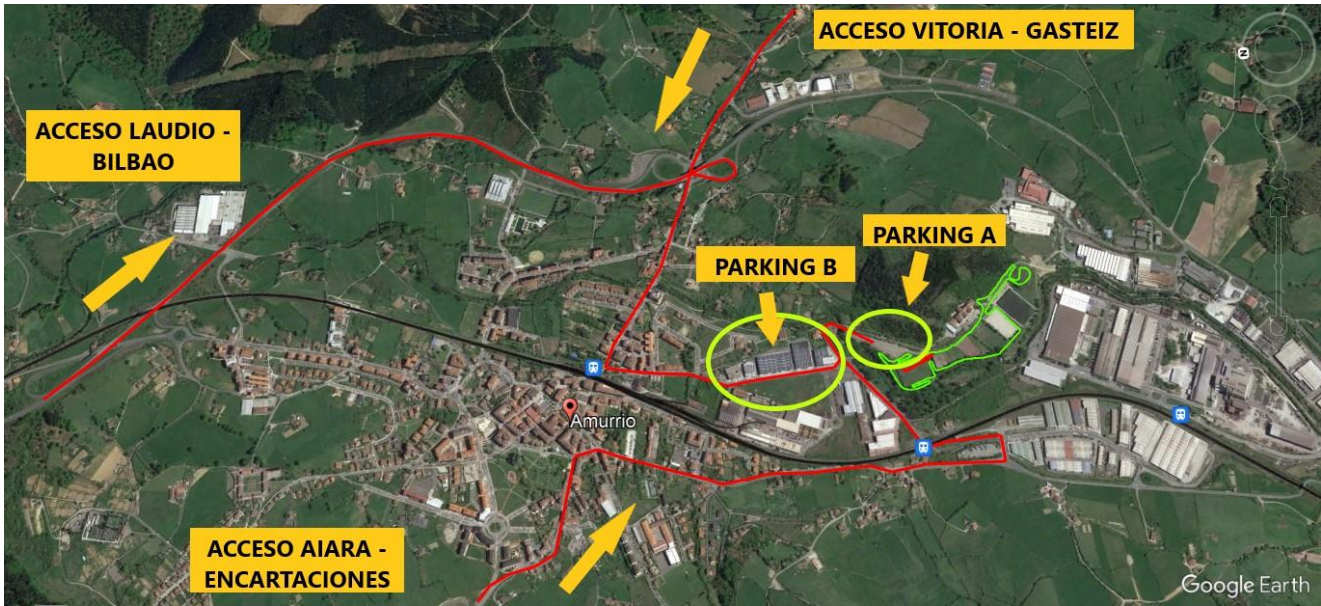 ACCESO VITORIA - GASTEIZ
ACCESO LAUDIO -
BILBAO
PARKING A
PARKING B
Amurrio
ACCESO AIARA -
ENCARTACIONES
Google Earth
N